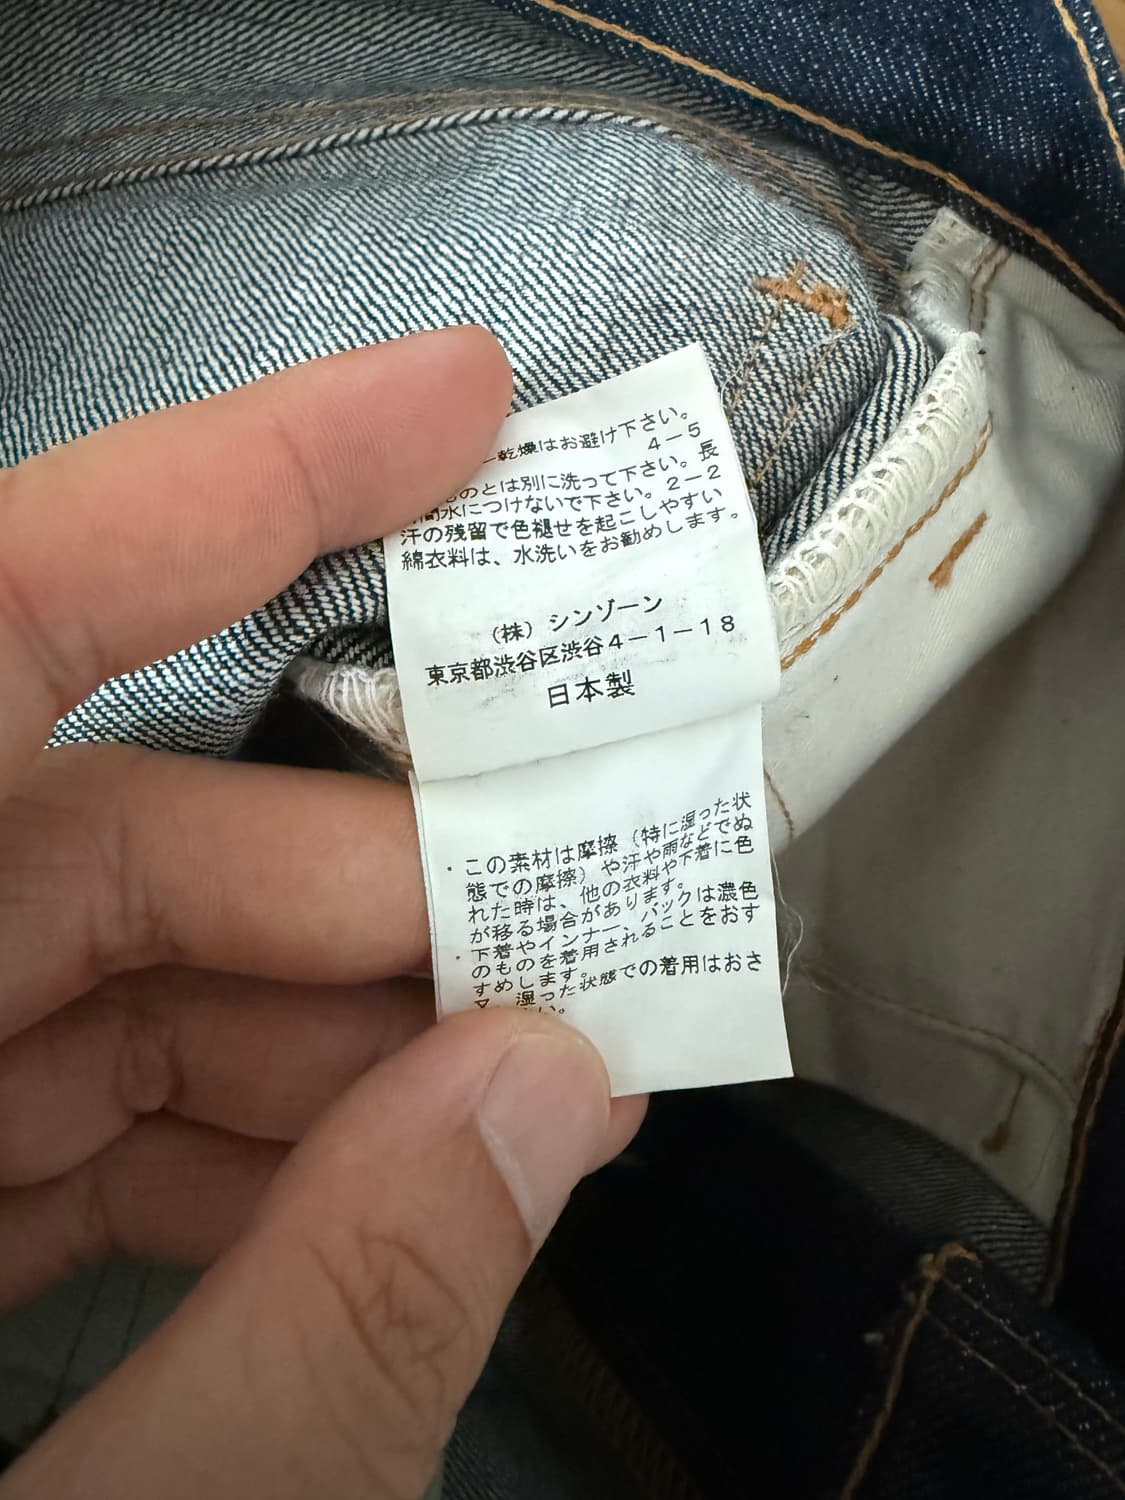 乾燥はお避け下さい。
4－5
ものとは別に洗って下さい。長
間水につけないで下さい。2－2
汗の残留で色褪せを起こしやすい
綿衣料は、水洗いをお勧めします。
（株）シンゾーン
東京都渋谷区渋谷4－1－18
日本製
・この素材は摩擦（特に湿った状
態での摩擦）や汗や雨などでぬ
れた時は、他の衣料や下着に色
が移る場合があります。
・下着やインナー、バックは濃色
のものを着用されることをおす
すめします。
又、湿った状態での着用はおさ
い。